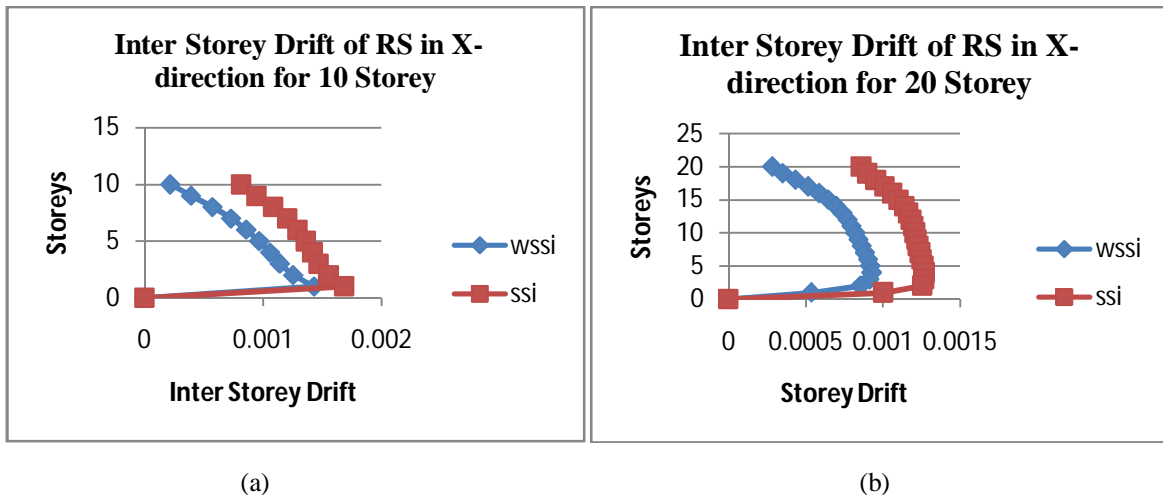 Inter Storey Drift of RS in X-
direction for 10 Storey
15
10
5
0
Storeys
0
0.001
0.002
Inter Storey Drift
wssi
ssi
(a)
Inter Storey Drift of RS in X-
direction for 20 Storey
25
20
15
10
5
0
Storeys
0
0.0005
0.001
0.0015
Storey Drift
wssi
ssi
(b)